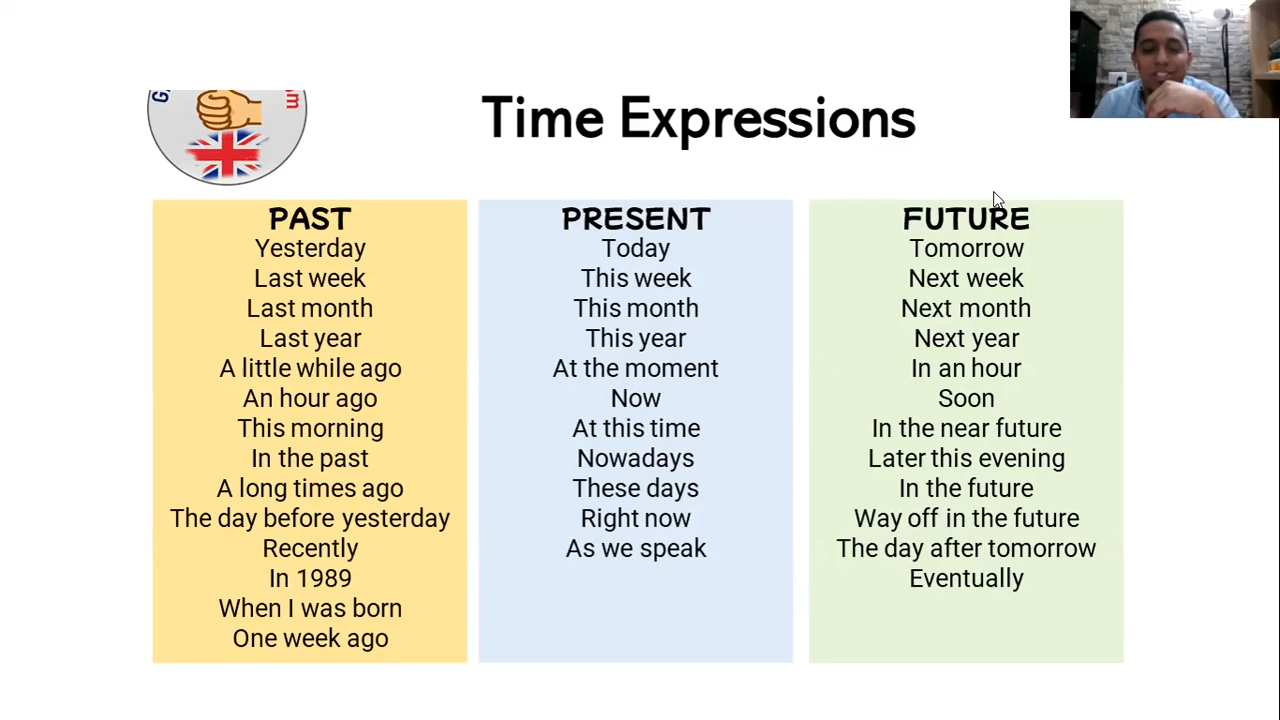 Time Expressions
PAST
Yesterday
Last week
Last month
Last year
A little while ago
An hour ago
This morning
In the past
A long times ago
The day before yesterday
Recently
In 1989
When I was born
One week ago
PRESENT
Today
This week
This month
This year
At the moment
Now
At this time
Nowadays
These days
Right now
As we speak
FUTURE
Tomorrow
Next week
Next month
Next year
In an hour
Soon
In the near future
Later this evening
In the future
Way off in the future
The day after tomorrow
Eventually